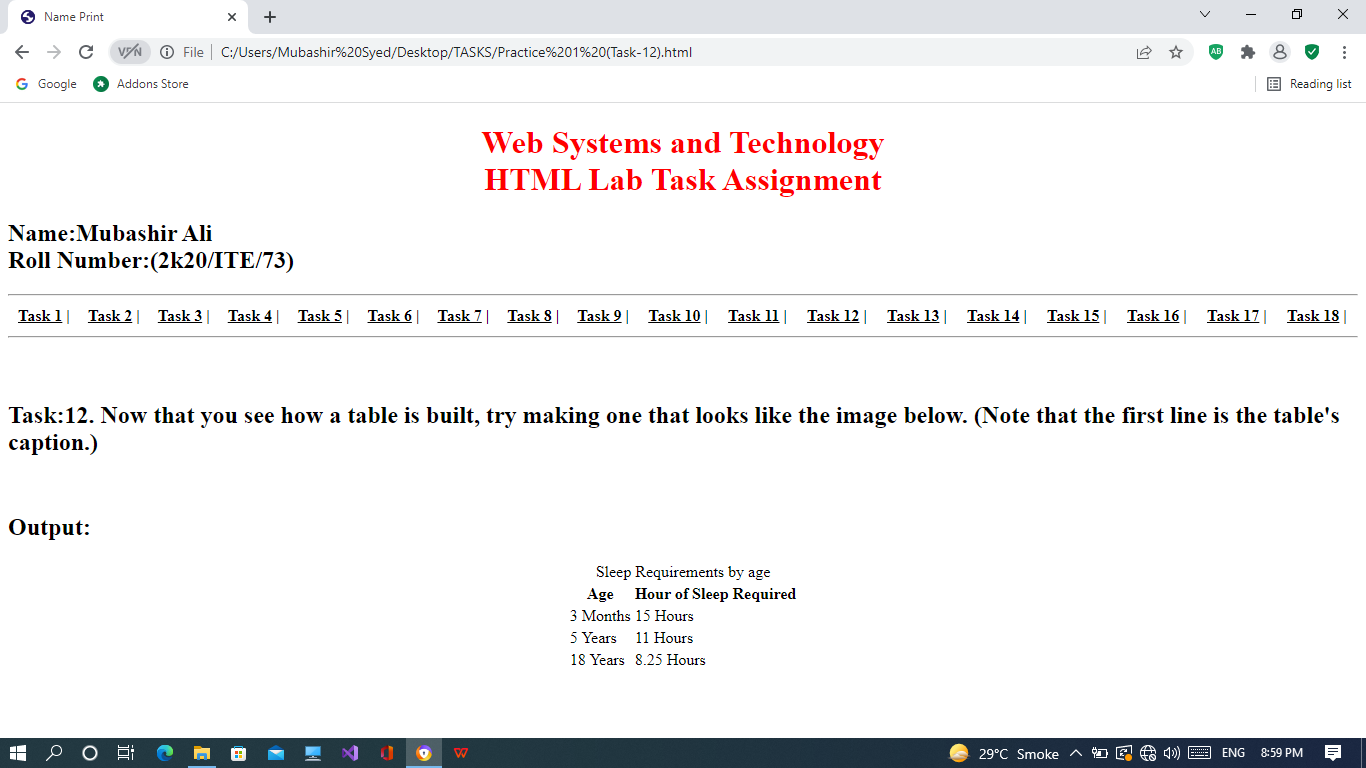 Name Print
VPN
File
C:/Users/Mubashir%20Syed/Desktop/TASKS/Practice%201%20(Task-12).html
AB
Google
Addons Store
Reading list
Web Systems and Technology
HTML Lab Task Assignment
Name:Mubashir Ali
Roll Number:(2k20/ITE/73)
Task 1 | Task 2 | Task 3 | Task 4 | Task 5 | Task 6 | Task 7 | Task 8 | Task 9 | Task 10 | Task 11 | Task 12 | Task 13 | Task 14 | Task 15 | Task 16 | Task 17 | Task 18 |
Task:12. Now that you see how a table is built, try making one that looks like the image below. (Note that the first line is the table's
caption.)
Output:
Sleep Requirements by age
Age Hour of Sleep Required
3 Months 15 Hours
5 Years 11 Hours
18 Years 8.25 Hours
29°C Smoke ENG 8:59 PM